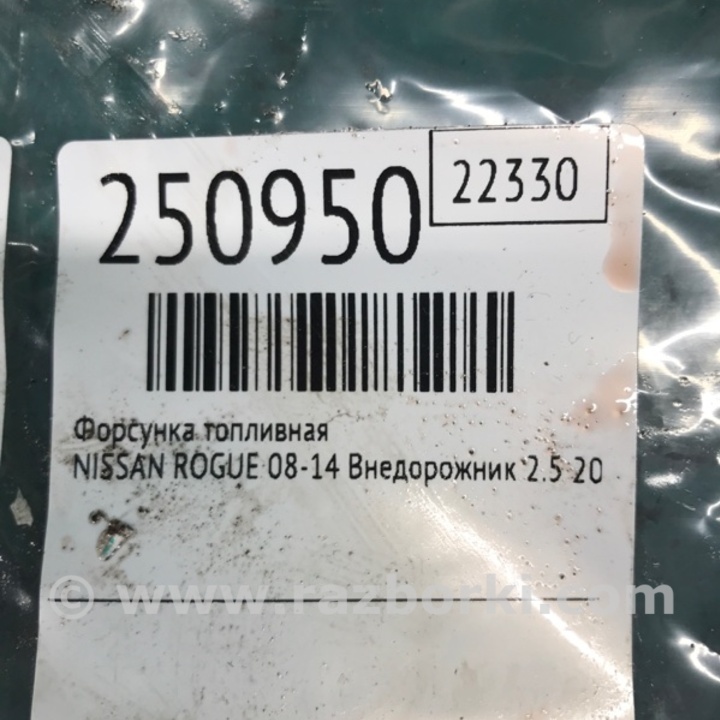 250950
22330
Форсунка топливная
NISSAN ROGUE 08-14 Внедорожник 2.5 20
© www.razborki.com